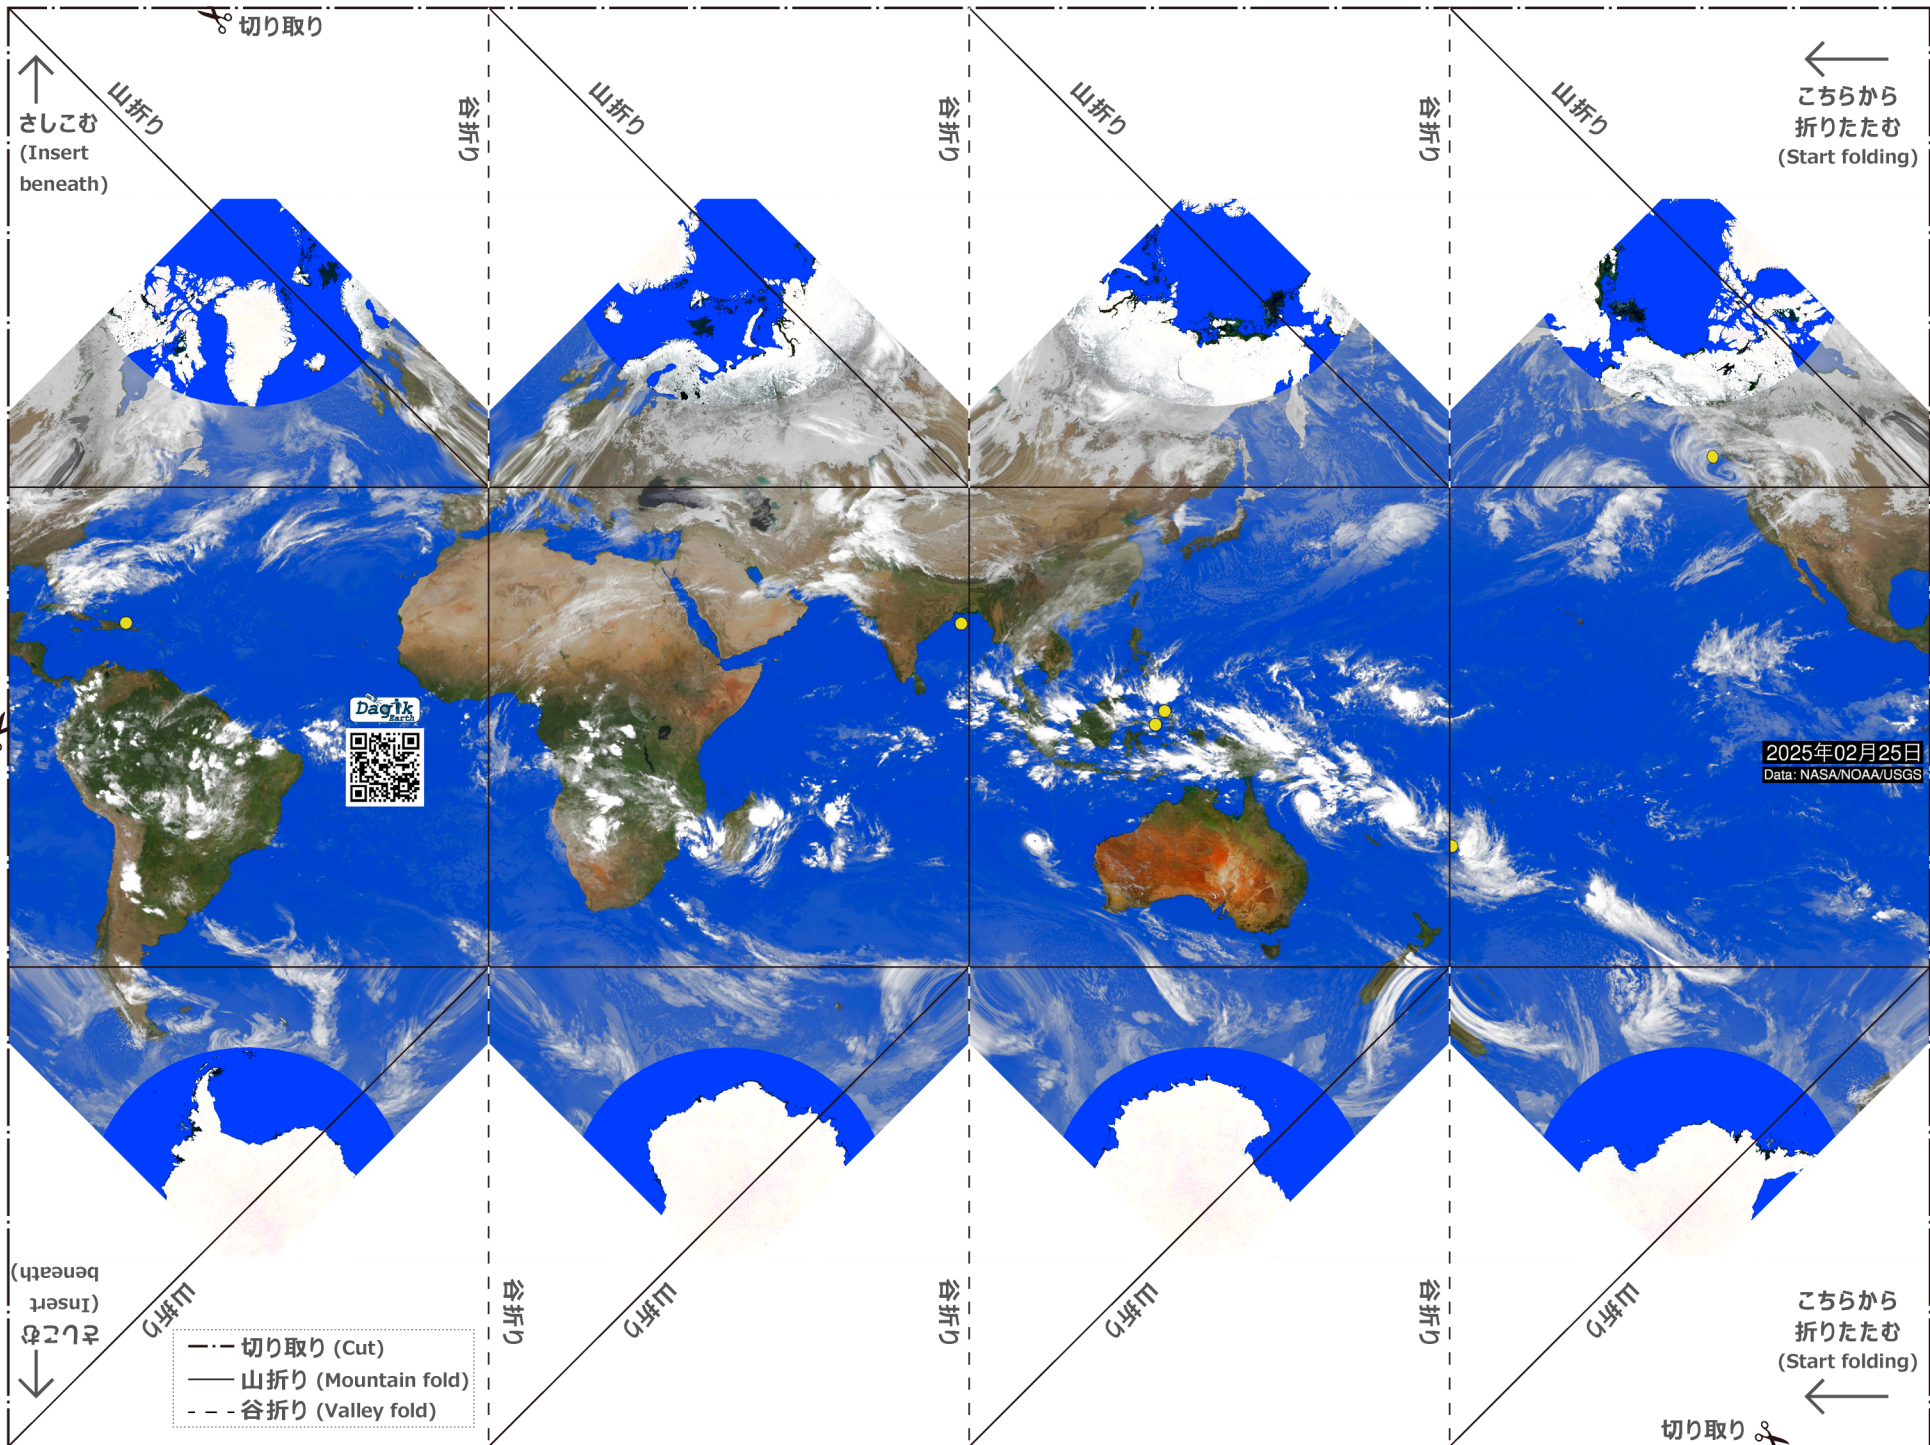 切り取り
山折り
山折り
山折り
山折り
谷折り
谷折り
谷折り
さしこむ
(Insert
beneath)
こちらから
折りたたむ
(Start folding)
Dagik
Earth
2025年02月25日
Data: NASA/NOAA/USGS
さしこむ
(Insert
beneath)
山折り
山折り
山折り
山折り
谷折り
谷折り
谷折り
こちらから
折りたたむ
(Start folding)
切り取り (Cut)
山折り (Mountain fold)
谷折り (Valley fold)
切り取り